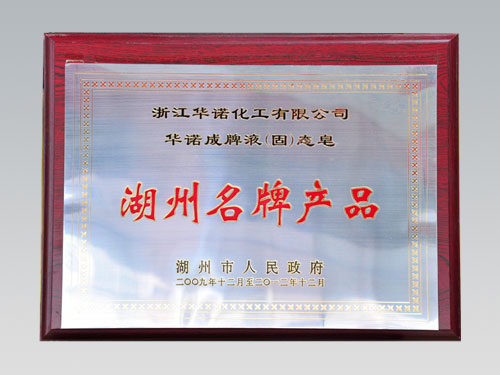 浙江华诺化工有限公司
华诺成牌液(固)态皂
湖州名牌产品
湖州市人民政府
二〇〇九年十二月至二〇一二年十二月